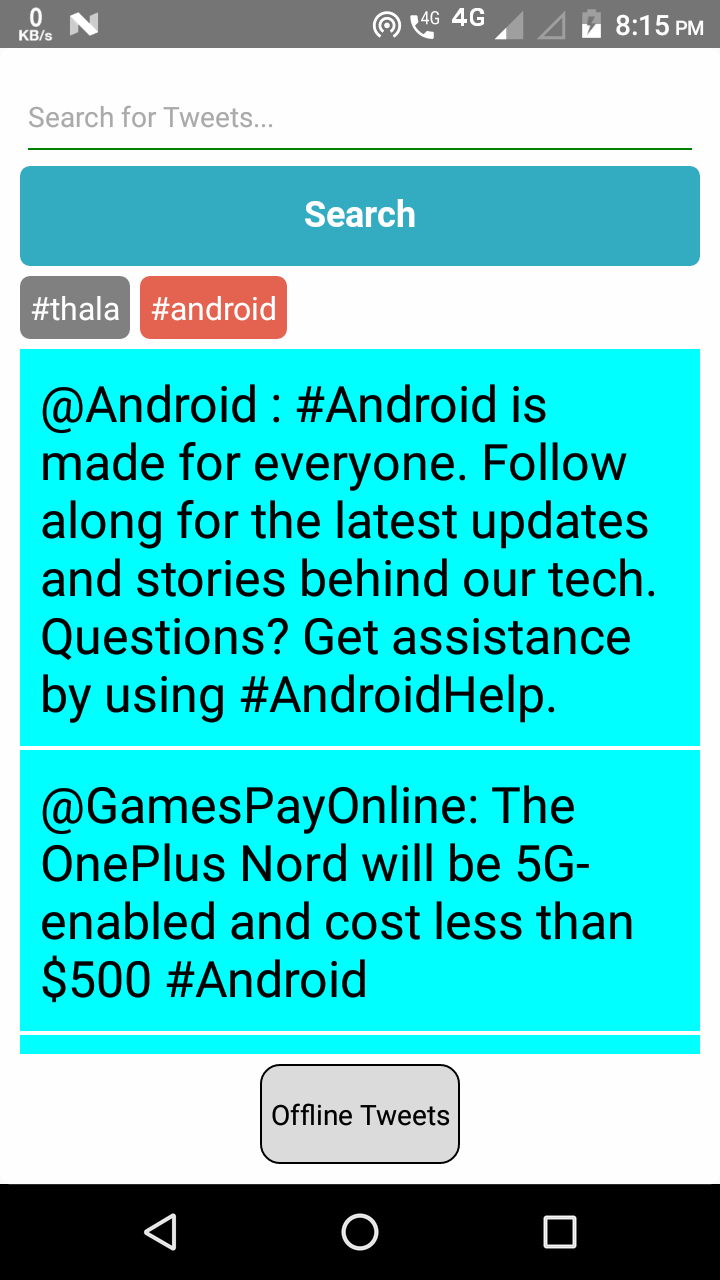 0
KB/s
4G
4G
8:15 PM
Search for Tweets...
Search
#thala
#android
@Android : #Android is
made for everyone. Follow
along for the latest updates
and stories behind our tech.
Questions? Get assistance
by using #AndroidHelp.
@GamesPayOnline: The
OnePlus Nord will be 5G-
enabled and cost less than
$500 #Android
Offline Tweets